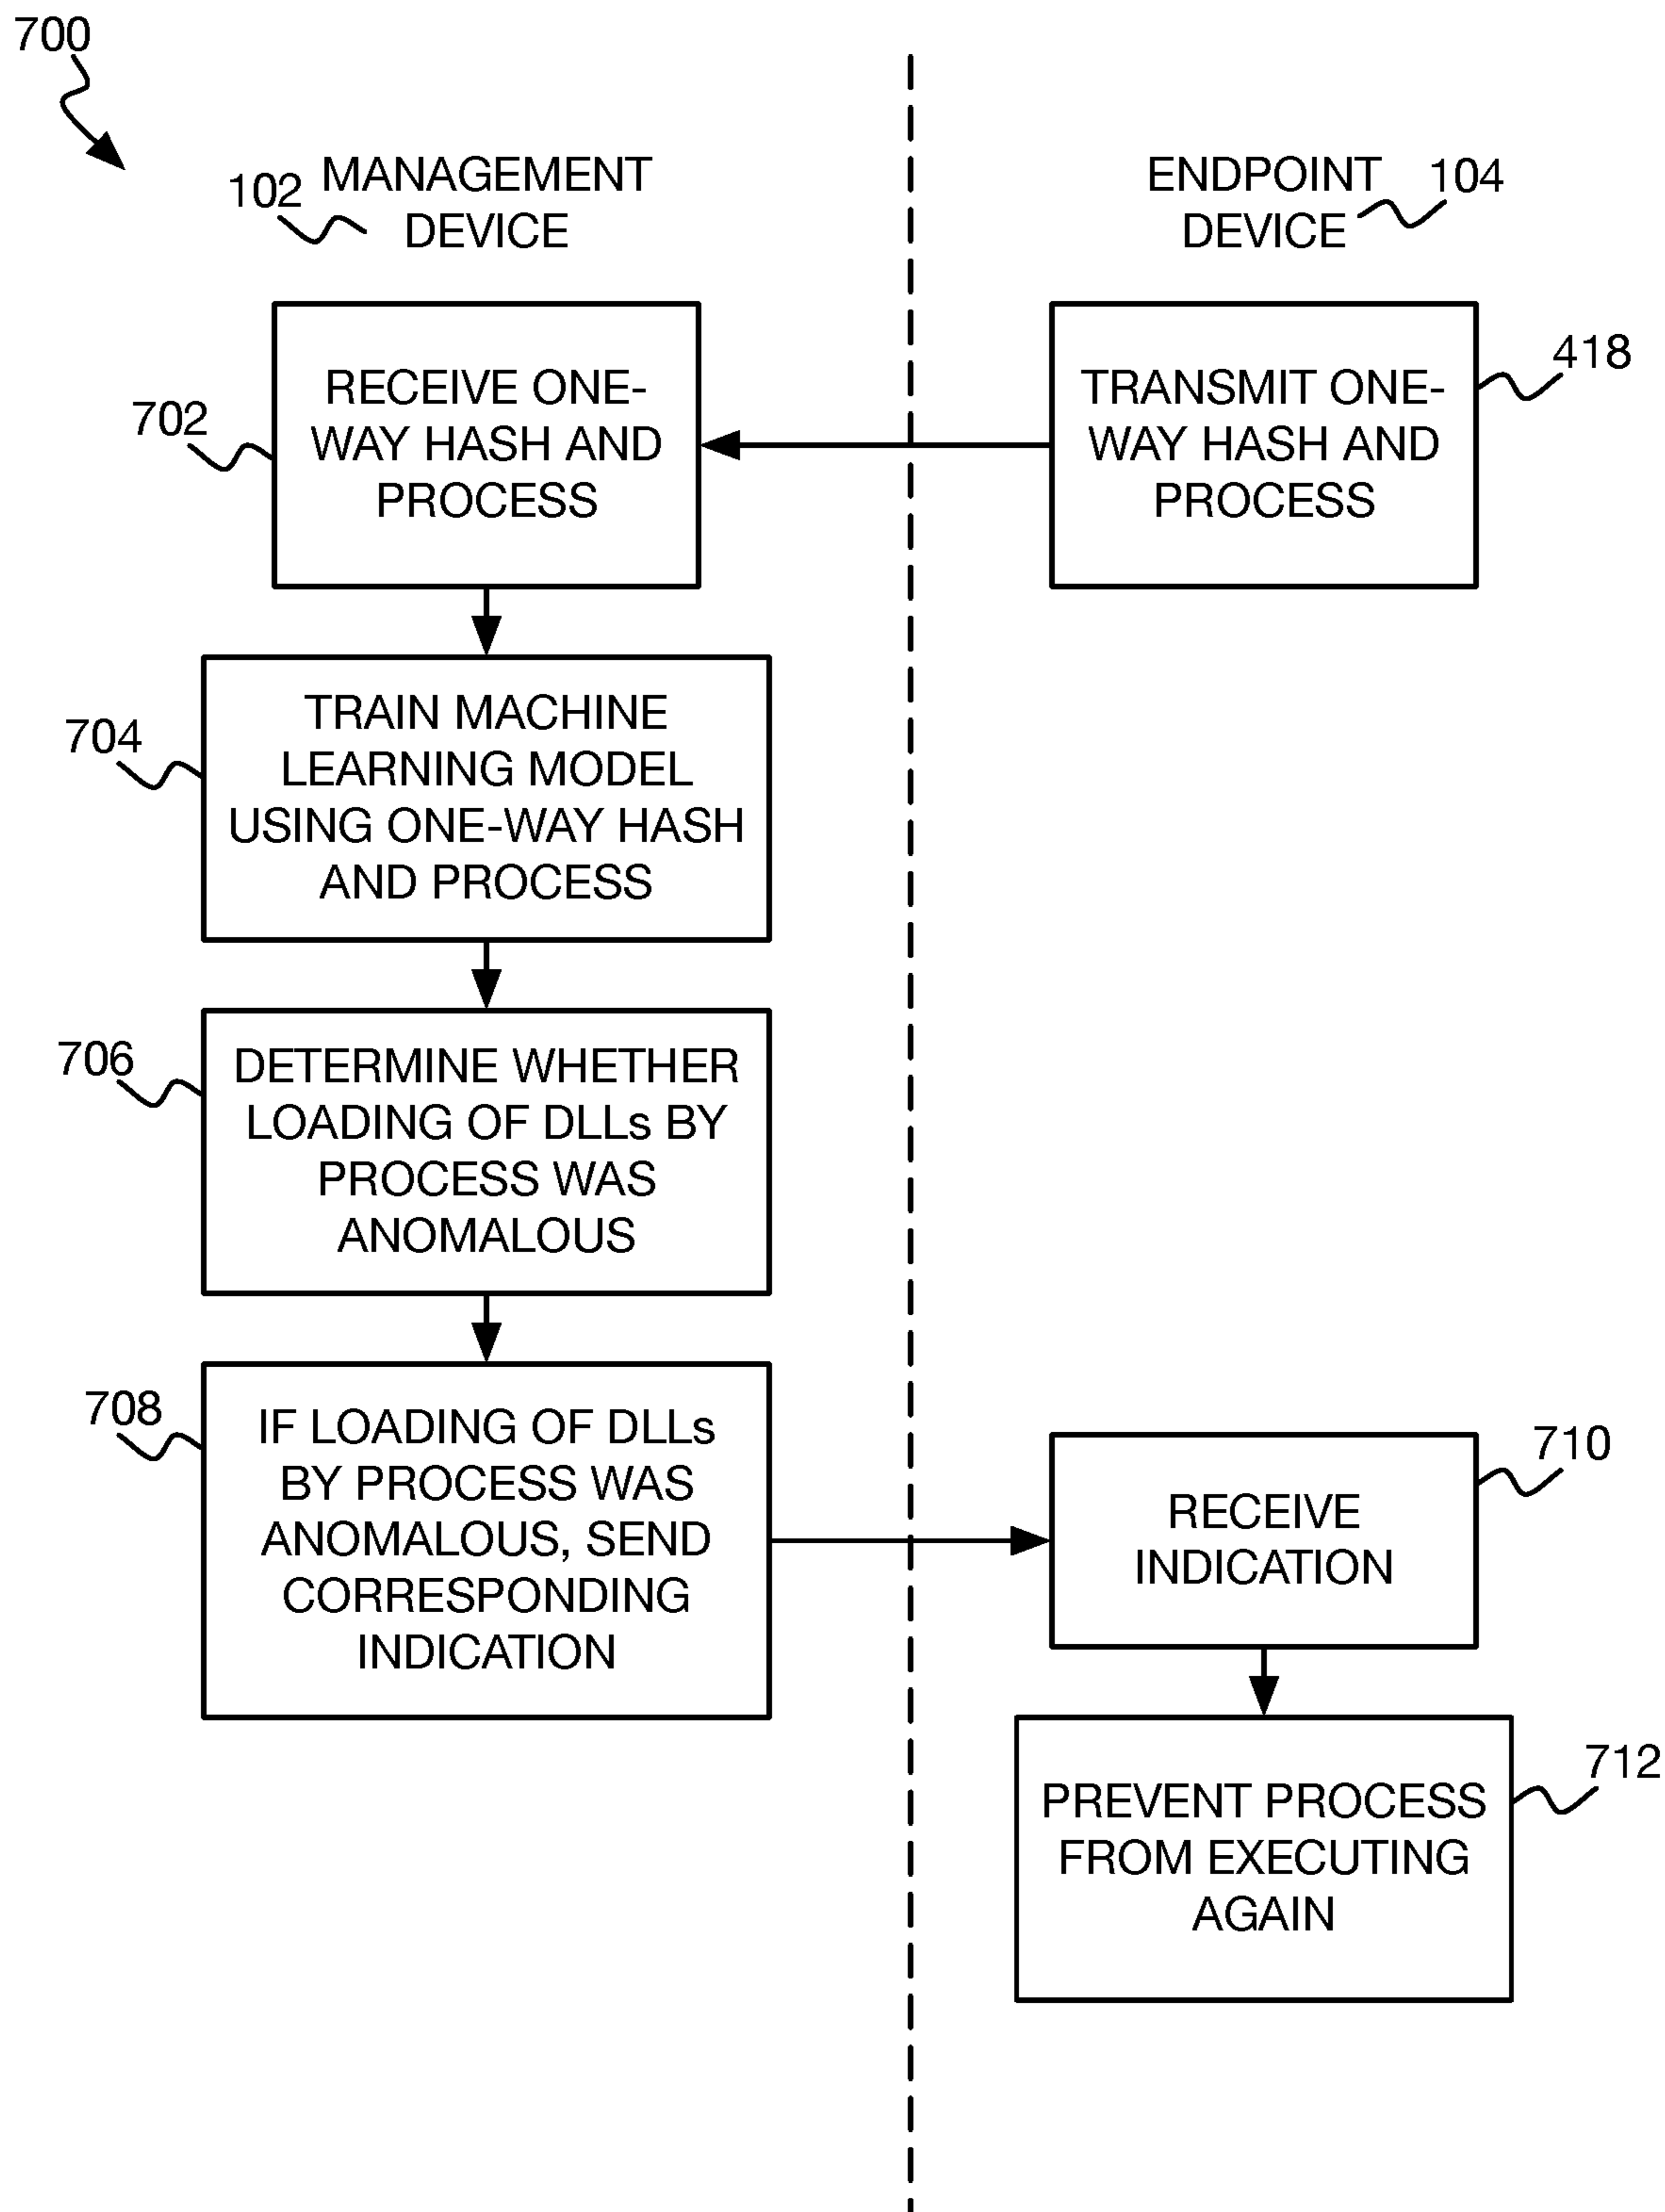 700
102
MANAGEMENT
DEVICE
ENDPOINT
DEVICE
104
702
RECEIVE ONE-
WAY HASH AND
PROCESS
TRANSMIT ONE-
WAY HASH AND
PROCESS
418
704
TRAIN MACHINE
LEARNING MODEL
USING ONE-WAY HASH
AND PROCESS
706
DETERMINE WHETHER
LOADING OF DLLs BY
PROCESS WAS
ANOMALOUS
708
IF LOADING OF DLLs
BY PROCESS WAS
ANOMALOUS, SEND
CORRESPONDING
INDICATION
RECEIVE
INDICATION
710
PREVENT PROCESS
FROM EXECUTING
AGAIN
712